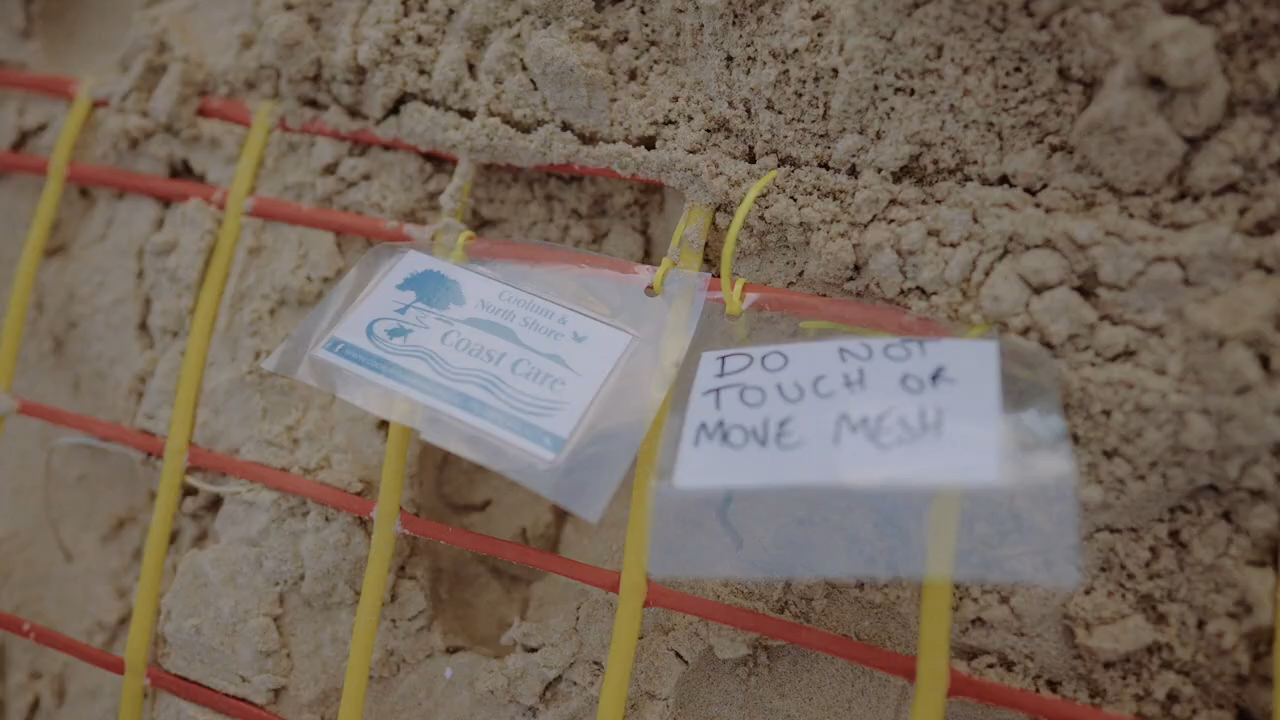 Coolum &
North Shore
Coast Care
DO NOT
TOUCH OR
MOVE MESH